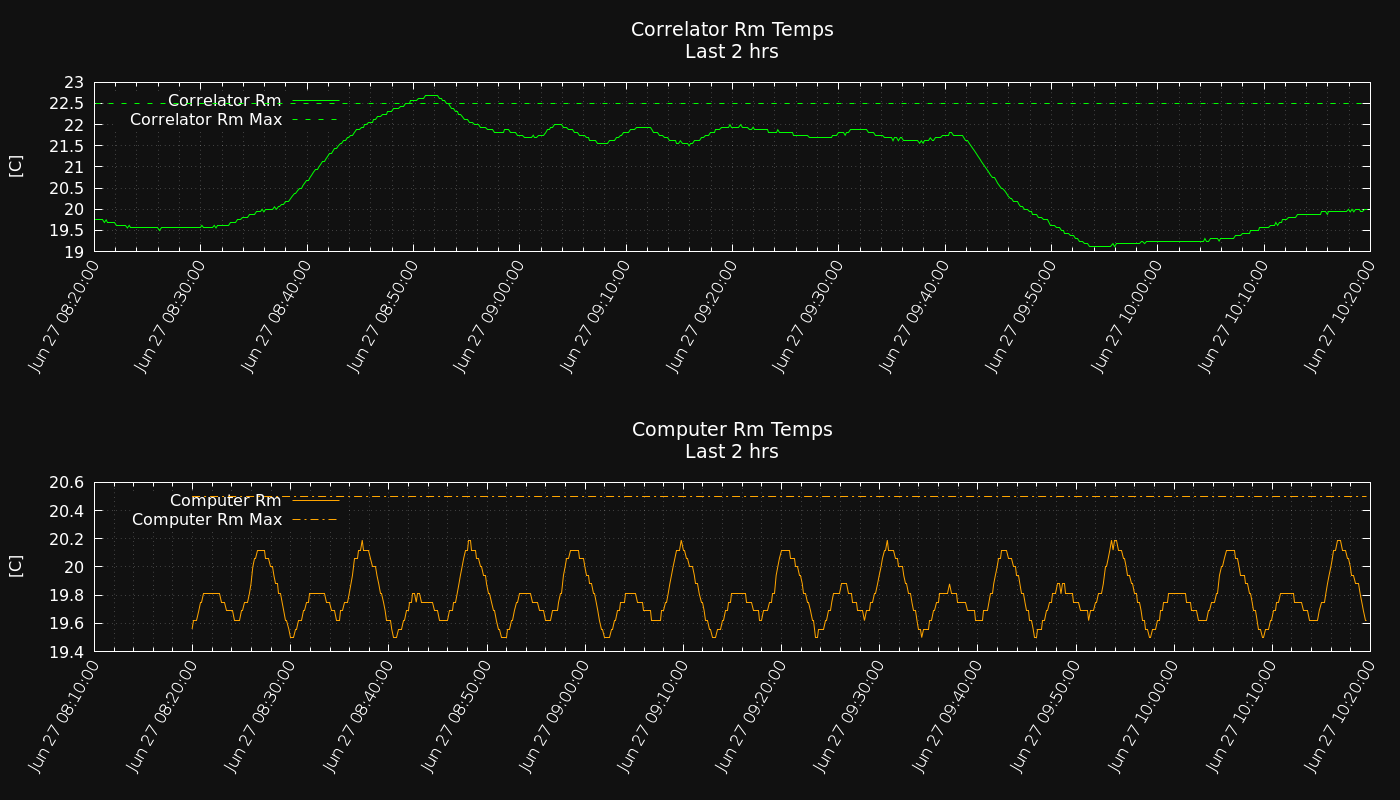 Correlator Rm Temps
Last 2 hrs
23
22.5
22
21.5
21
20.5
20
19.5
19
[C]
Correlator Rm
Correlator Rm Max
Jun 27 08:20:00
Jun 27 08:30:00
Jun 27 08:40:00
Jun 27 08:50:00
Jun 27 09:00:00
Jun 27 09:10:00
Jun 27 09:20:00
Jun 27 09:30:00
Jun 27 09:40:00
Jun 27 09:50:00
Jun 27 10:00:00
Jun 27 10:10:00
Jun 27 10:20:00
Computer Rm Temps
Last 2 hrs
20.6
20.4
20.2
20
19.8
19.6
19.4
[C]
Computer Rm
Computer Rm Max
Jun 27 08:10:00
Jun 27 08:20:00
Jun 27 08:30:00
Jun 27 08:40:00
Jun 27 08:50:00
Jun 27 09:00:00
Jun 27 09:10:00
Jun 27 09:20:00
Jun 27 09:30:00
Jun 27 09:40:00
Jun 27 09:50:00
Jun 27 10:00:00
Jun 27 10:10:00
Jun 27 10:20:00